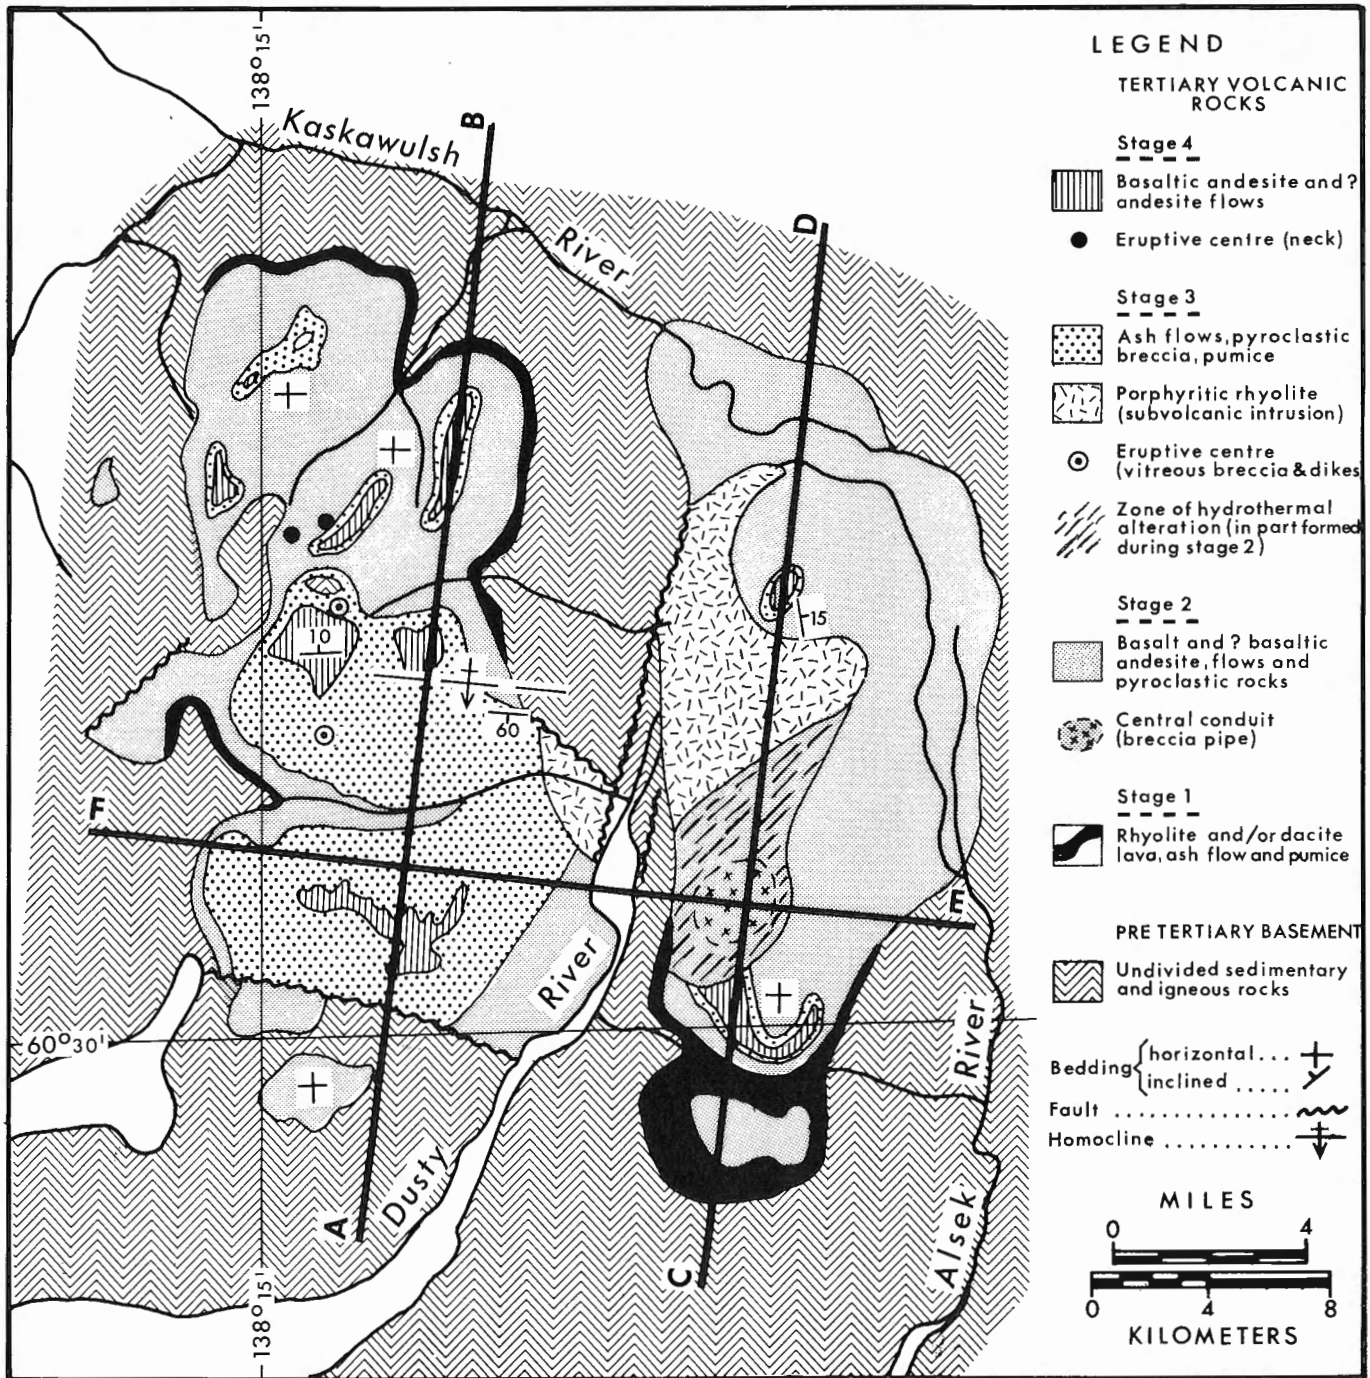 138°15'
Kaskawulsh
River
B
D
10
15
60
F
E
River
River
60°30'
Dusty
A
C
Alsek
138°15'
LEGEND
TERTIARY VOLCANIC
ROCKS
Stage 4
Basaltic andesite and ?
andesite flows
Eruptive centre (neck)
Stage 3
Ash flows, pyroclastic
breccia, pumice
Porphyritic rhyolite
(subvolcanic intrusion)
Eruptive centre
(vitreous breccia & dikes
Zone of hydrothermal
alteration (in part formed
during stage 2)
Stage 2
Basalt and ? basaltic
andesite, flows and
pyroclastic rocks
Central conduit
(breccia pipe)
Stage 1
Rhyolite and/or dacite
lava, ash flow and pumice
PRE TERTIARY BASEMENT
Undivided sedimentary
and igneous rocks
Bedding { horizontal . . .
inclined . . . . .
Fault . . . . . . . . . . . . . .
Homocline . . . . . . . . . .
MILES
0 4
0 4 8
KILOMETERS